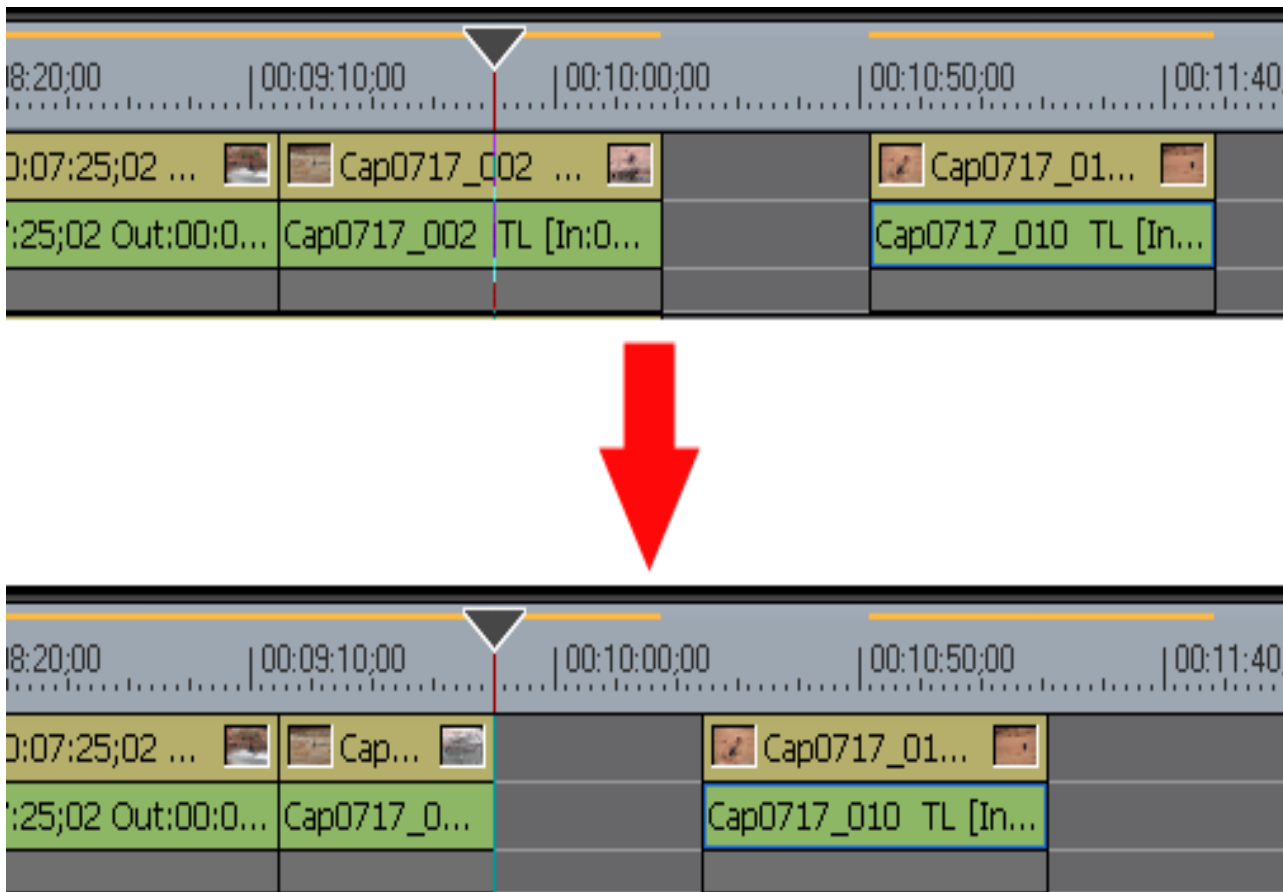 8:20;00 00:09:10;00 00:10:00;00 00:10:50;00 00:11:40
0:07:25;02 ... Cap0717_002 ... Cap0717_01...
:25;02 Out:00:0... Cap0717_002 TL [In:0... Cap0717_010 TL [In...
8:20;00 00:09:10;00 00:10:00;00 00:10:50;00 00:11:40
0:07:25;02 ... Cap... Cap0717_01...
:25;02 Out:00:0... Cap0717_0... Cap0717_010 TL [In...